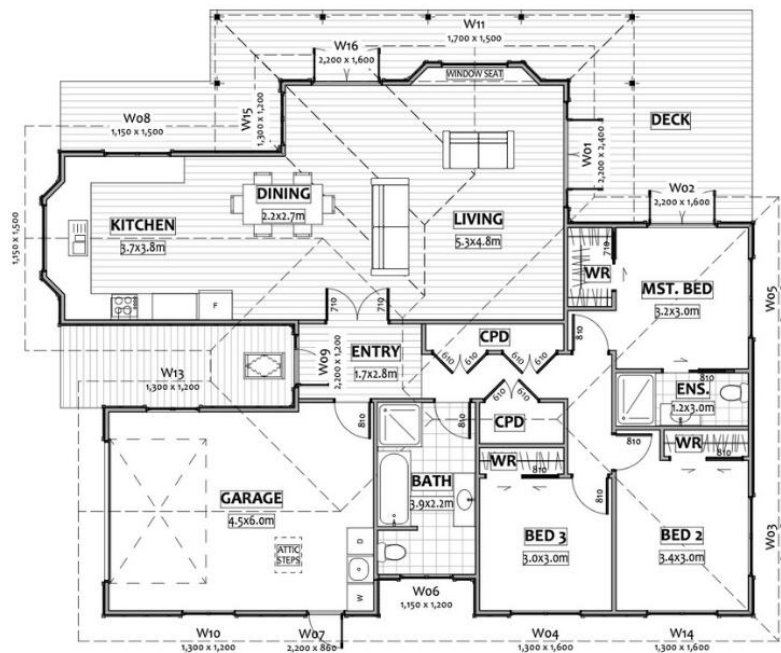 W11
1,700 x 1,500
W16
2,200 x 1,600
WINDOW SEAT
W15
1,300 x 1,200
W08
1,150 x 1,500
W01
2,200 x 2,400
DECK
W02
2,200 x 1,600
DINING
2.2x2.7m
KITCHEN
3.7x3.8m
LIVING
5.3x4.8m
1,150 x 1,500
710
WR
MST. BED
3.2x3.0m
W05
F
710
710
CPD
810
W13
1,300 x 1,200
W09
2,200 x 1,200
ENTRY
1.7x2.8m
610
610
610
610
810
ENS.
1.2x3.0m
610
610
CPD
810
810
810
WR
810
WR
810
GARAGE
4.5x6.0m
BATH
3.9x2.2m
810
W03
BED 3
3.0x3.0m
BED 2
3.4x3.0m
ATTIC
STEPS
D
W
W06
1,150 x 1,200
W10
1,300 x 1,200
W07
2,200 x 860
W04
1,300 x 1,600
W14
1,300 x 1,600